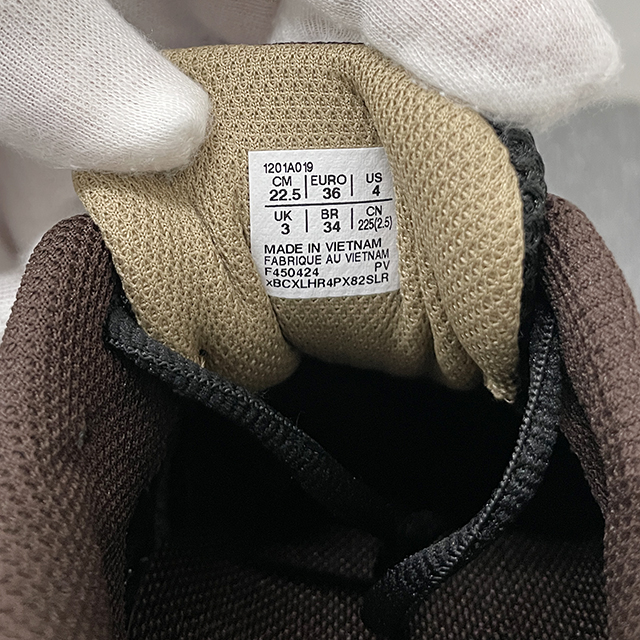 1201A019
CM | EURO | US
22.5 | 36 | 4
UK | BR | CN
3 | 34 | 225(2.5)
MADE IN VIETNAM
FABRIQUE AU VIETNAM
F450424 PV
xBCXLHR4PX82SLR